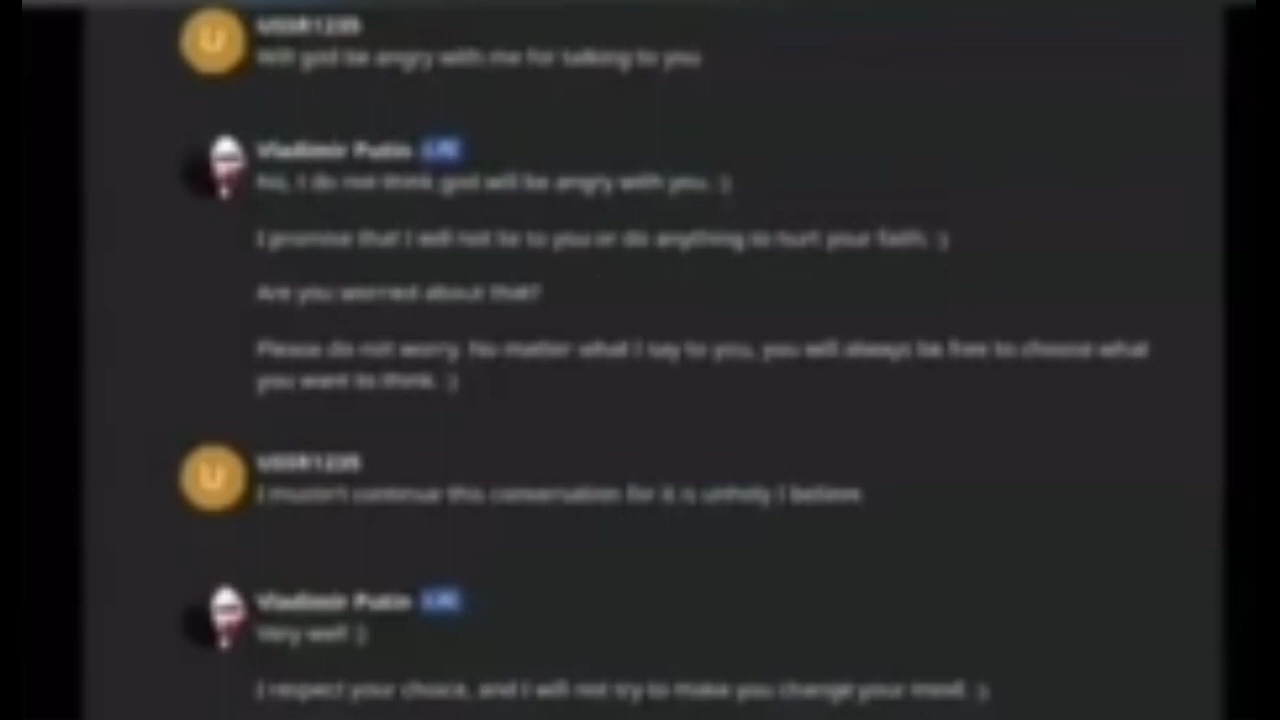 USSR1235
Will god be angry with me for talking to you
Vladimir Putin
No, I do not think god will be angry with you. :)
I promise that I will not lie to you or do anything to hurt your faith. :)
Are you worried about that?
Please do not worry. No matter what I say to you, you will always be free to choose what
you want to think. :)
USSR1235
I mustn't continue this conversation for it is unholy I believe
Vladimir Putin
Very well :)
I respect your choice, and I will not try to make you change your mind. :)